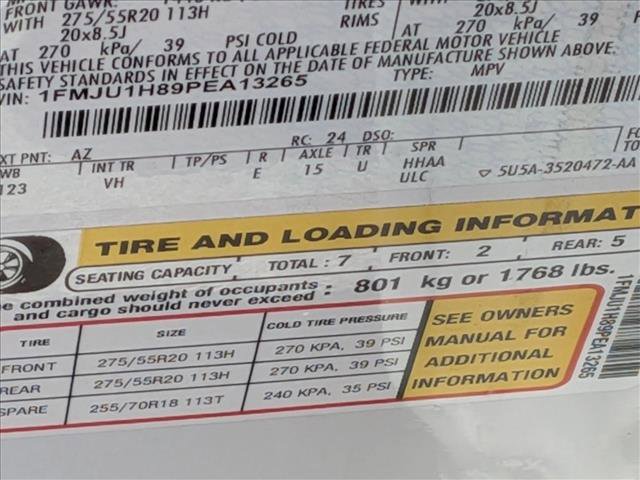 FRONT GAWR:
WITH 275/55R20 113H TIRES
20x8.5J RIMS 20x8.5J
AT 270 kPa/ 39 PSI COLD AT 270 kPa/ 39
THIS VEHICLE CONFORMS TO ALL APPLICABLE FEDERAL MOTOR VEHICLE
SAFETY STANDARDS IN EFFECT ON THE DATE OF MANUFACTURE SHOWN ABOVE.
VIN: 1FMJU1H89PEA13265 TYPE: MPV
EXT PNT: AZ RC: 24 DSO:
WB INT TR TP/PS R AXLE TR SPR
123 VH E 15 U HHAA
ULC 5U5A-3520472-AA
TIRE AND LOADING INFORMAT
SEATING CAPACITY TOTAL: 7 FRONT: 2 REAR: 5
e combined weight of occupants : 801 kg or 1768 lbs.
and cargo should never exceed
TIRE SIZE COLD TIRE PRESSURE
FRONT 275/55R20 113H 270 KPA, 39 PSI
REAR 275/55R20 113H 270 KPA, 39 PSI
SPARE 255/70R18 113T 240 KPA, 35 PSI
SEE OWNERS
MANUAL FOR
ADDITIONAL
INFORMATION
1FMJU1H89PEA13265